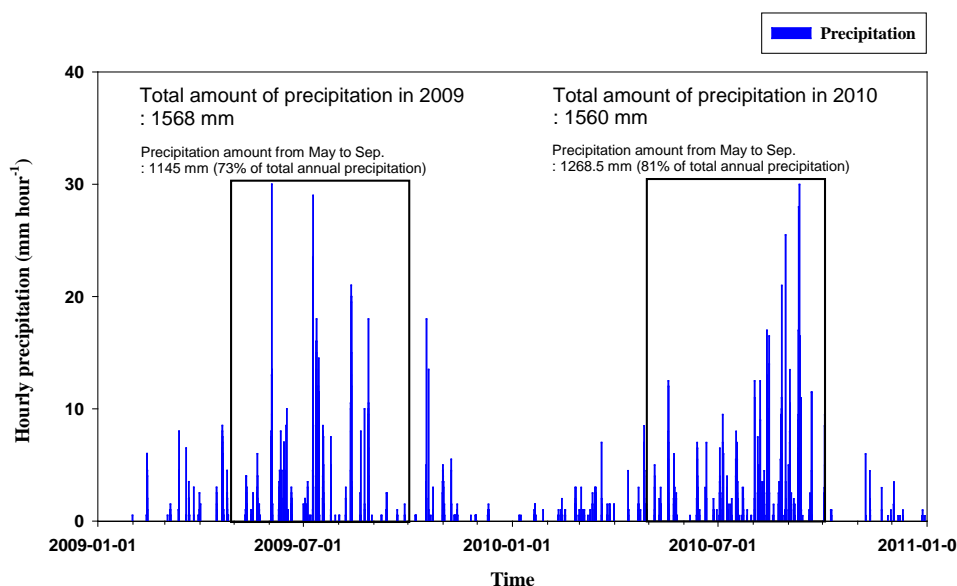 Precipitation
Total amount of precipitation in 2009
: 1568 mm
Precipitation amount from May to Sep.
: 1145 mm (73% of total annual precipitation)
Total amount of precipitation in 2010
: 1560 mm
Precipitation amount from May to Sep.
: 1268.5 mm (81% of total annual precipitation)
Hourly precipitation (mm hour-1)
40
30
20
10
0
2009-01-01
2009-07-01
2010-01-01
2010-07-01
2011-01-0
Time